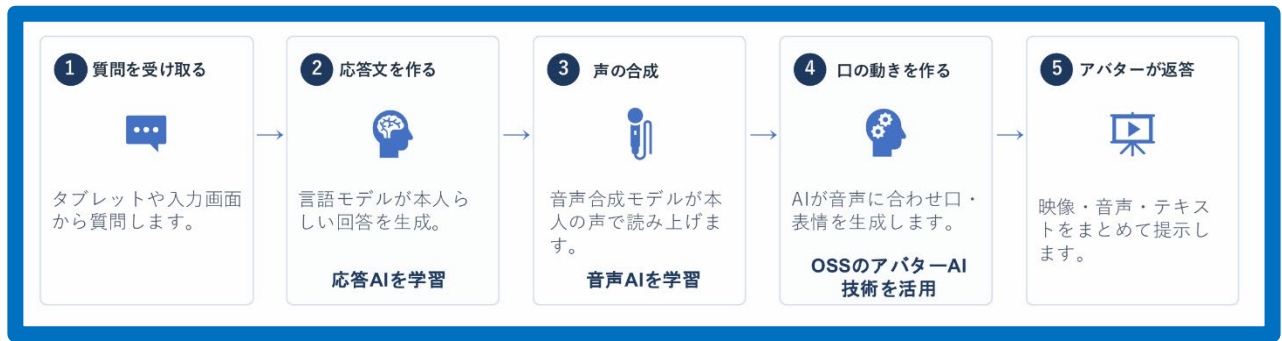 1 質問を受け取る
タブレットや入力画面
から質問します。
2 応答文を作る
言語モデルが本人ら
しい回答を生成。
応答AIを学習
3 声の合成
音声合成モデルが本
人の声で読み上げま
す。
音声AIを学習
4 口の動きを作る
AIが音声に合わせ口・
表情を生成します。
OSSのアバターAI
技術を活用
5 アバターが返答
映像・音声・テキス
トをまとめて提示し
ます。